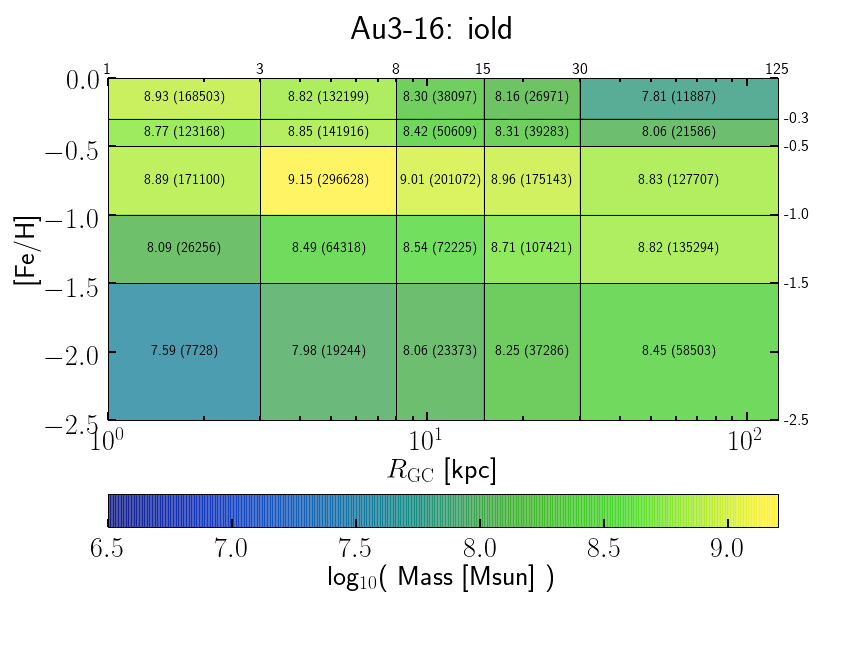 Au3-16: iold
1 3 8 15 30 125
0.0
8.93 (168503) 8.82 (132199) 8.30 (38097) 8.16 (26971) 7.81 (11887)
-0.3
8.77 (123168) 8.85 (141916) 8.42 (50609) 8.31 (39283) 8.06 (21586)
−0.5 -0.5
8.89 (171100) 9.15 (296628) 9.01 (201072) 8.96 (175143) 8.83 (127707)
−1.0 -1.0
[Fe/H]
8.09 (26256) 8.49 (64318) 8.54 (72225) 8.71 (107421) 8.82 (135294)
−1.5 -1.5
7.59 (7728) 7.98 (19244) 8.06 (23373) 8.25 (37286) 8.45 (58503)
−2.0
−2.5 -2.5
10⁰ 10¹ 10²
R_GC [kpc]
6.5 7.0 7.5 8.0 8.5 9.0
log₁₀( Mass [Msun] )